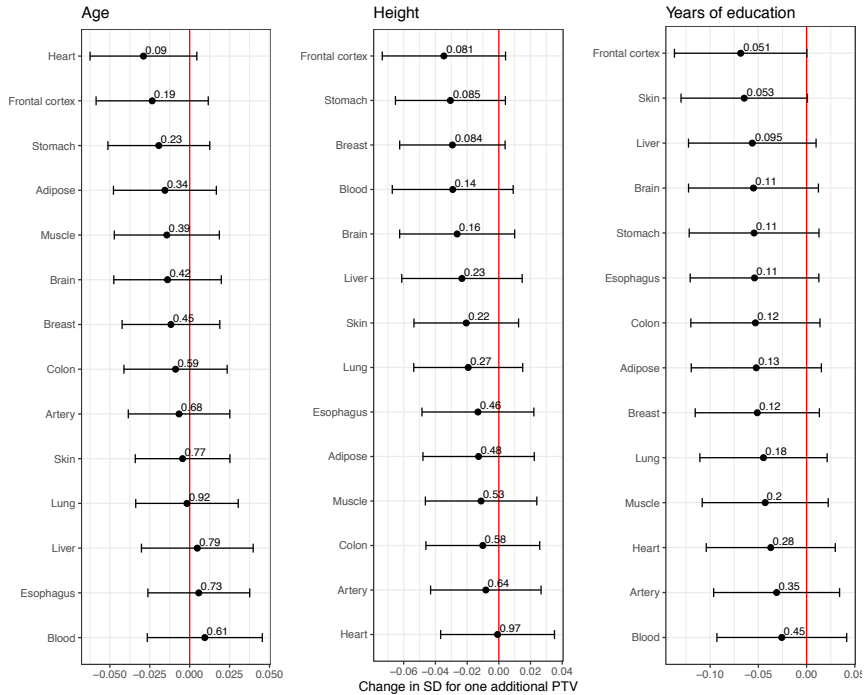 Age
Heart
0.09
Frontal cortex
0.19
Stomach
0.23
Adipose
0.34
Muscle
0.39
Brain
0.42
Breast
0.45
Colon
0.59
Artery
0.68
Skin
0.77
Lung
0.92
Liver
0.79
Esophagus
0.73
Blood
0.61
−0.050 −0.025 0.000 0.025 0.050
Height
Frontal cortex
0.081
Stomach
0.085
Breast
0.084
Blood
0.14
Brain
0.16
Liver
0.23
Skin
0.22
Lung
0.27
Esophagus
0.46
Adipose
0.48
Muscle
0.53
Colon
0.58
Artery
0.64
Heart
0.97
−0.06 −0.04 −0.02 0.00 0.02 0.04
Change in SD for one additional PTV
Years of education
Frontal cortex
0.051
Skin
0.053
Liver
0.095
Brain
0.11
Stomach
0.11
Esophagus
0.11
Colon
0.12
Adipose
0.13
Breast
0.12
Lung
0.18
Muscle
0.2
Heart
0.28
Artery
0.35
Blood
0.45
−0.10 −0.05 0.00 0.05